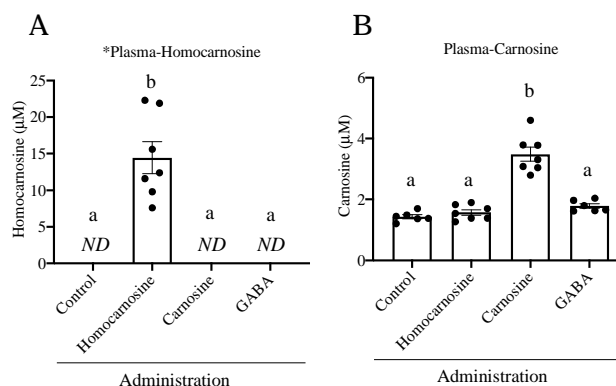 A
*Plasma-Homocarnosine
Homocarnosine (μM)
25
20
15
10
5
0
a
b
a
a
ND
ND
ND
Control
Homocarnosine
Carnosine
GABA
Administration
B
Plasma-Carnosine
Carnosine (μM)
6
4
2
0
a
a
b
a
Control
Homocarnosine
Carnosine
GABA
Administration